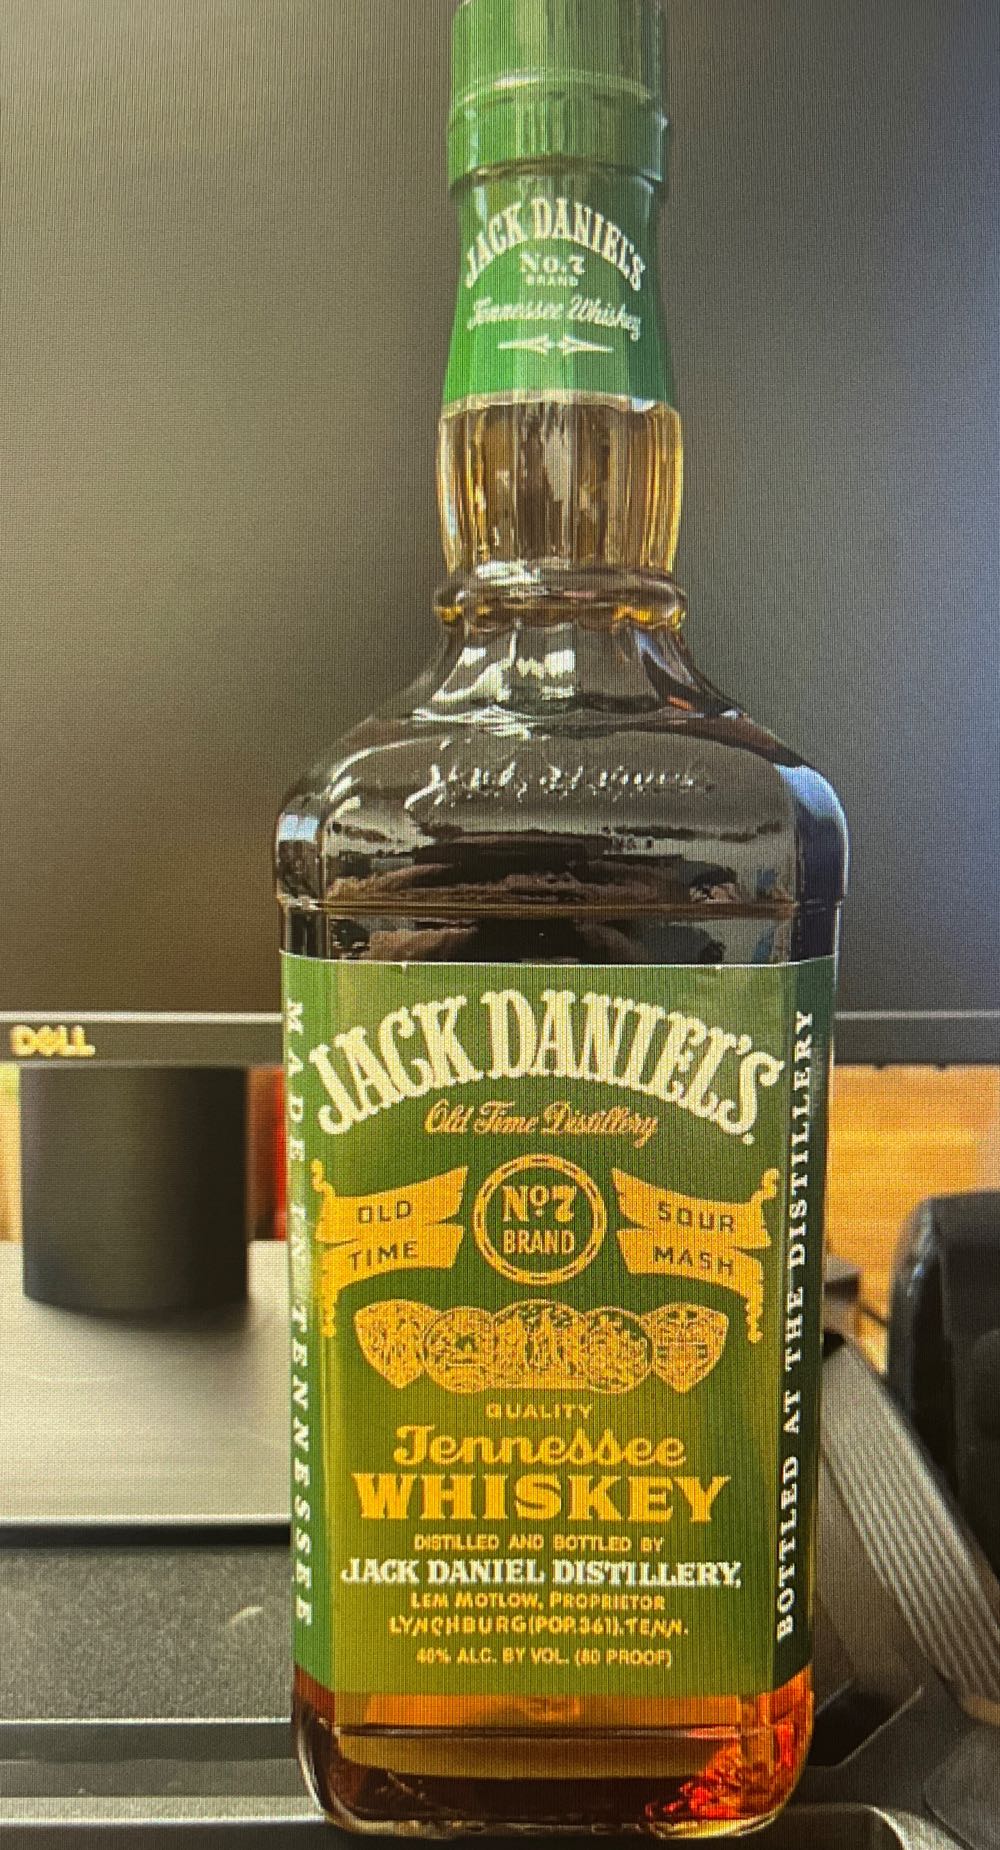 JACK DANIEL'S
No.7
BRAND
Tennessee Whiskey
DELL
JACK DANIEL'S.
Old Time Distillery
OLD
TIME
Nº7
BRAND
SOUR
MASH
QUALITY
Tennessee
WHISKEY
DISTILLED AND BOTTLED BY
JACK DANIEL DISTILLERY,
LEM MOTLOW, PROPRIETOR
LYNCHBURG (POP.361), TENN.
40% ALC. BY VOL. (80 PROOF)
MADE IN TENNESSEE
BOTTLED AT THE DISTILLERY